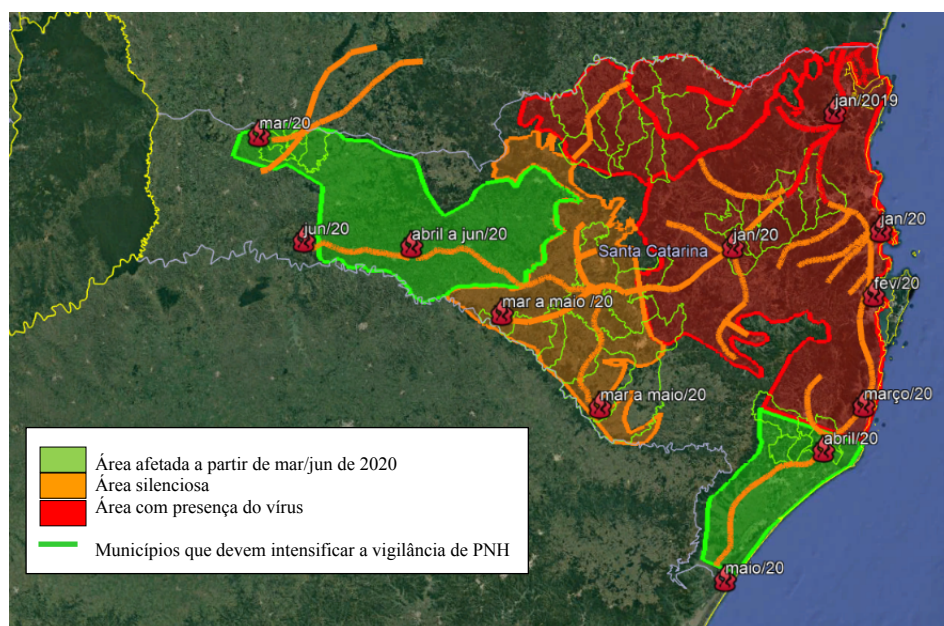 jan/2019
mar/20
jun/20
abril a jun/20
Santa Catarina
jan/20
jan/20
fev/20
mar a maio /20
mar a maio/20
março/20
abril/20
maio/20
Área afetada a partir de mar/jun de 2020
Área silenciosa
Área com presença do vírus
Municípios que devem intensificar a vigilância de PNH